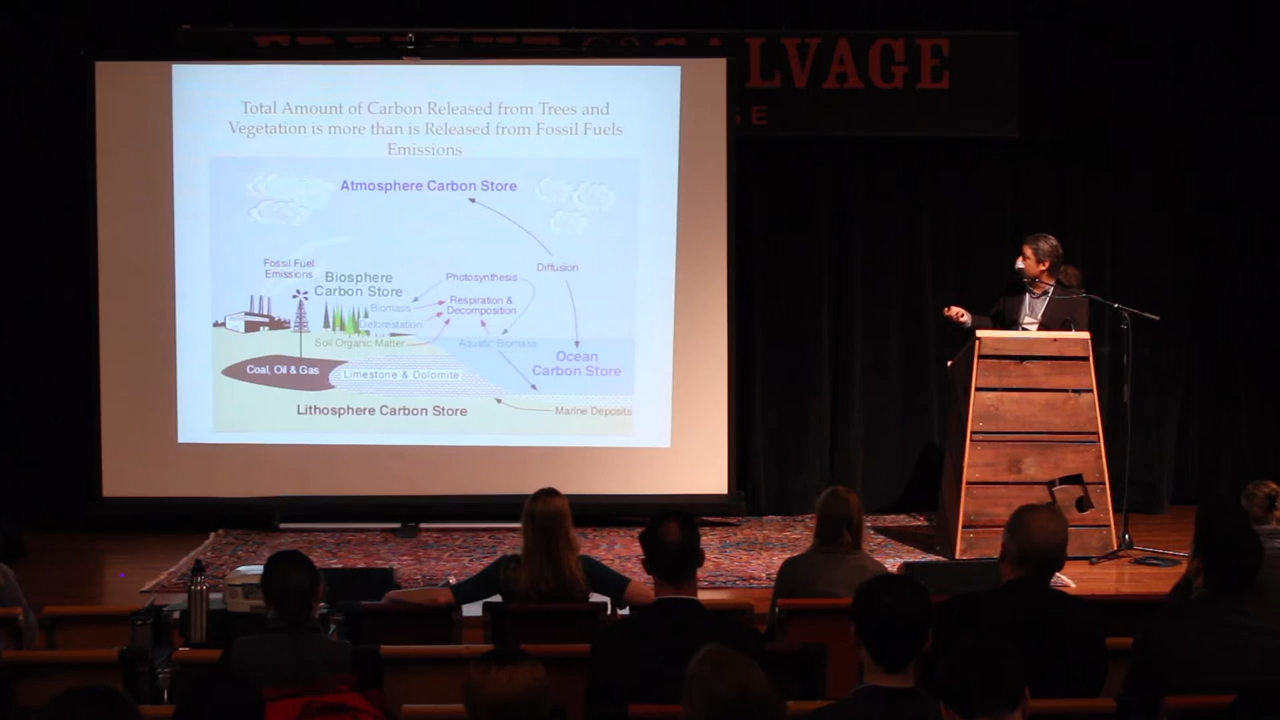 LVAGE
SE
Total Amount of Carbon Released from Trees and
Vegetation is more than is Released from Fossil Fuels
Emissions
Atmosphere Carbon Store
Diffusion
Fossil Fuel
Emissions
Biosphere
Carbon Store
Photosynthesis
Biomass
Respiration &
Decomposition
Deforestation
Soil Organic Matter
Aquatic Biomass
Ocean
Carbon Store
Coal, Oil & Gas
Limestone & Dolomite
Lithosphere Carbon Store
Marine Deposits